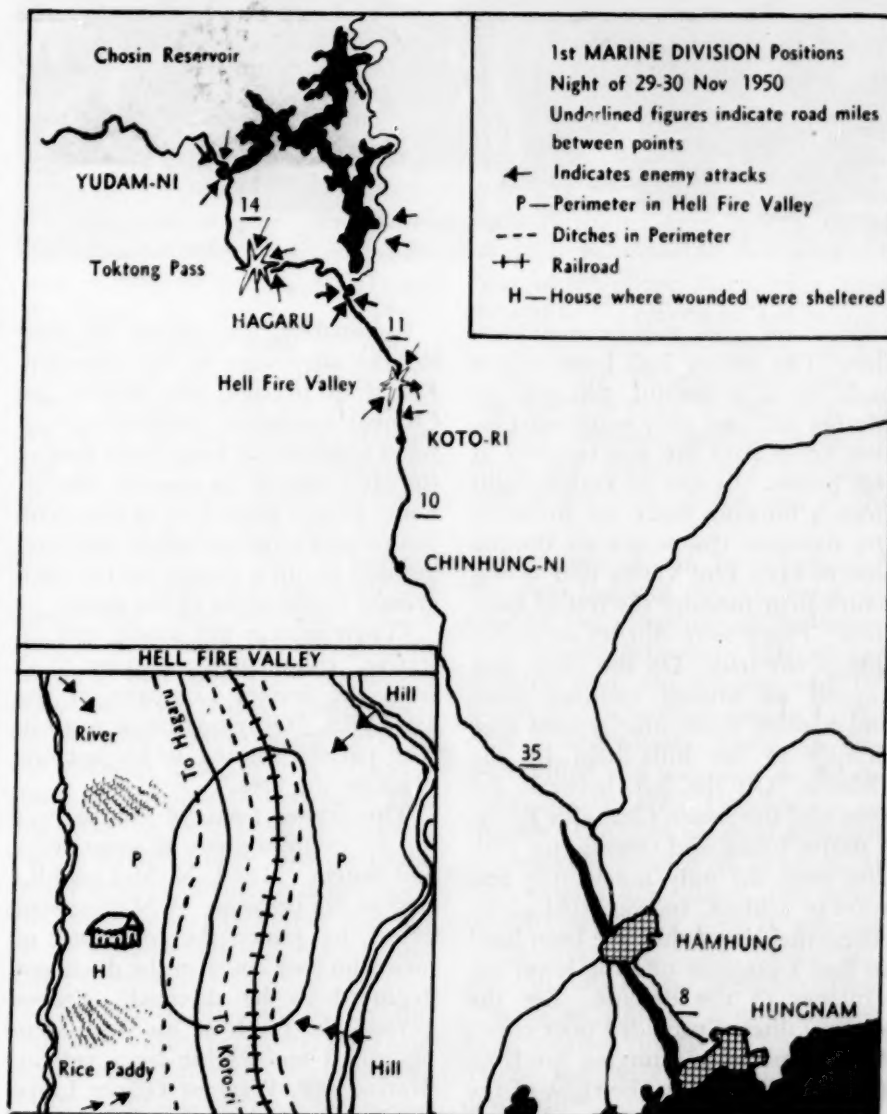 Chosin Reservoir
1st MARINE DIVISION Positions
Night of 29-30 Nov 1950
Underlined figures indicate road miles
between points
Indicates enemy attacks
P—Perimeter in Hell Fire Valley
Ditches in Perimeter
Railroad
H—House where wounded were sheltered
YUDAM-NI
14
Toktong Pass
HAGARU
11
Hell Fire Valley
KOTO-RI
10
CHINHUNG-NI
35
HAMHUNG
8
HUNGNAM
HELL FIRE VALLEY
River
To Hagaru
Hill
P
P
H
To Koto-ri
Rice Paddy
Hill